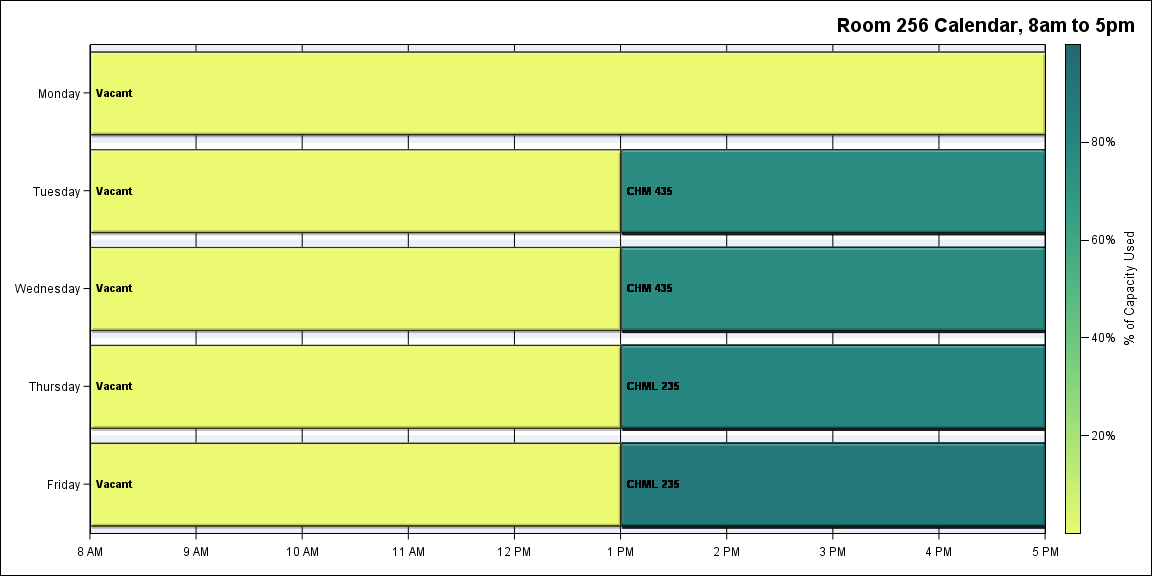 Room 256 Calendar, 8am to 5pm
Monday
Vacant
Tuesday
Vacant
CHM 435
Wednesday
Vacant
CHM 435
Thursday
Vacant
CHML 235
Friday
Vacant
CHML 235
8 AM
9 AM
10 AM
11 AM
12 PM
1 PM
2 PM
3 PM
4 PM
5 PM
80%
60%
40%
20%
% of Capacity Used